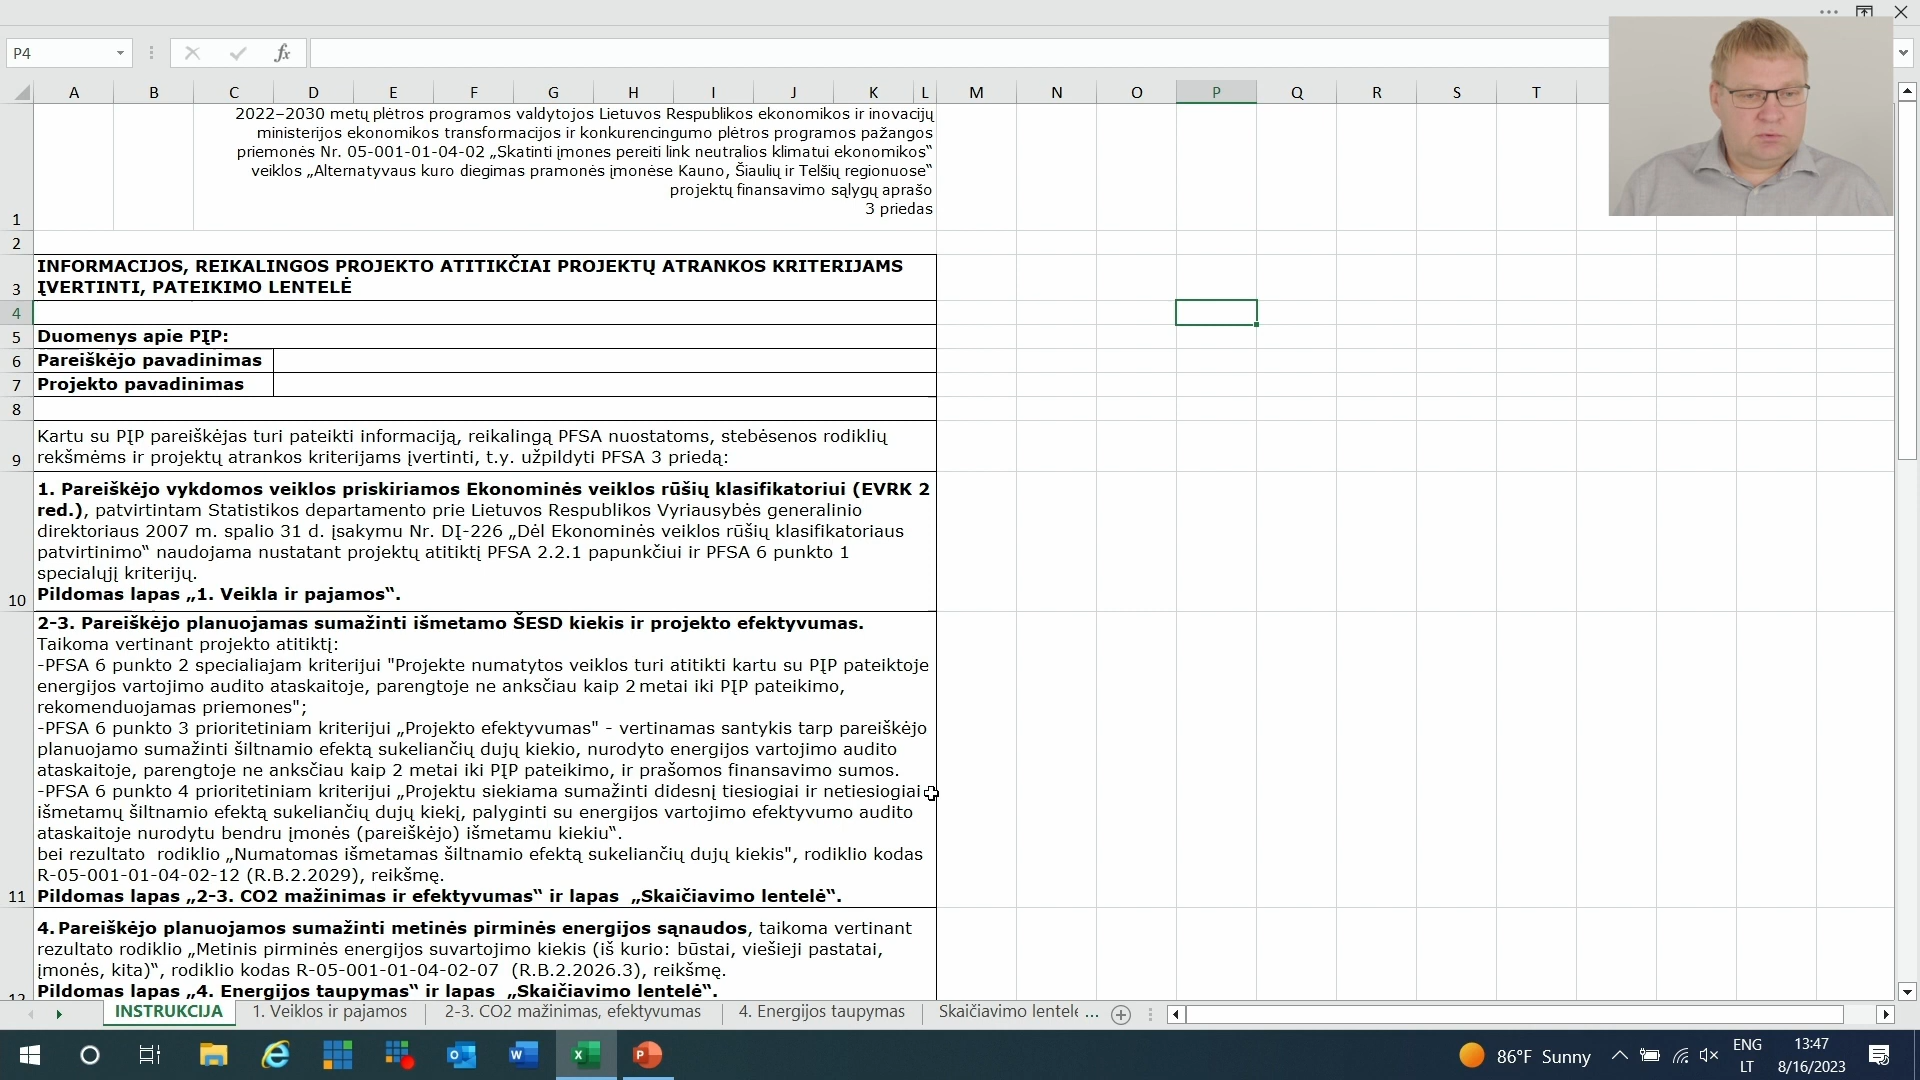 P4
fx
A B C D E F G H I J K L M N O P Q R S T
1
2022–2030 metų plėtros programos valdytojos Lietuvos Respublikos ekonomikos ir inovacijų
ministerijos ekonomikos transformacijos ir konkurencingumo plėtros programos pažangos
priemonės Nr. 05-001-01-04-02 „Skatinti įmones pereiti link neutralios klimatui ekonomikos“
veiklos „Alternatyvaus kuro diegimas pramonės įmonėse Kauno, Šiaulių ir Telšių regionuose“
projektų finansavimo sąlygų aprašo
3 priedas
2
3
INFORMACIJOS, REIKALINGOS PROJEKTO ATITIKČIAI PROJEKTŲ ATRANKOS KRITERIJAMS
ĮVERTINTI, PATEIKIMO LENTELĖ
4
5 Duomenys apie PĮP:
6 Pareiškėjo pavadinimas
7 Projekto pavadinimas
8
9
Kartu su PĮP pareiškėjas turi pateikti informaciją, reikalingą PFSA nuostatoms, stebėsenos rodiklių
rekšmėms ir projektų atrankos kriterijams įvertinti, t.y. užpildyti PFSA 3 priedą:
10
1. Pareiškėjo vykdomos veiklos priskiriamos Ekonominės veiklos rūšių klasifikatoriui (EVRK 2
red.), patvirtintam Statistikos departamento prie Lietuvos Respublikos Vyriausybės generalinio
direktoriaus 2007 m. spalio 31 d. įsakymu Nr. DĮ-226 „Dėl Ekonominės veiklos rūšių klasifikatoriaus
patvirtinimo“ naudojama nustatant projektų atitiktį PFSA 2.2.1 papunkčiui ir PFSA 6 punkto 1
specialųjį kriterijų.
Pildomas lapas „1. Veikla ir pajamos“.
11
2-3. Pareiškėjo planuojamas sumažinti išmetamo ŠESD kiekis ir projekto efektyvumas.
Taikoma vertinant projekto atitiktį:
-PFSA 6 punkto 2 specialiajam kriterijui "Projekte numatytos veiklos turi atitikti kartu su PĮP pateiktoje
energijos vartojimo audito ataskaitoje, parengtoje ne anksčiau kaip 2 metai iki PĮP pateikimo,
rekomenduojamas priemones";
-PFSA 6 punkto 3 prioritetiniam kriterijui „Projekto efektyvumas" - vertinamas santykis tarp pareiškėjo
planuojamo sumažinti šiltnamio efektą sukeliančių dujų kiekio, nurodyto energijos vartojimo audito
ataskaitoje, parengtoje ne anksčiau kaip 2 metai iki PĮP pateikimo, ir prašomos finansavimo sumos.
-PFSA 6 punkto 4 prioritetiniam kriterijui „Projektu siekiama sumažinti didesnį tiesiogiai ir netiesiogiai
išmetamų šiltnamio efektą sukeliančių dujų kiekį, palyginti su energijos vartojimo efektyvumo audito
ataskaitoje nurodytu bendru įmonės (pareiškėjo) išmetamu kiekiu“.
bei rezultato rodiklio „Numatomas išmetamas šiltnamio efektą sukeliančių dujų kiekis", rodiklio kodas
R-05-001-01-04-02-12 (R.B.2.2029), reikšmę.
Pildomas lapas „2-3. CO2 mažinimas ir efektyvumas“ ir lapas „Skaičiavimo lentelė“.
12
4. Pareiškėjo planuojamos sumažinti metinės pirminės energijos sąnaudos, taikoma vertinant
rezultato rodiklio „Metinis pirminės energijos suvartojimo kiekis (iš kurio: būstai, viešieji pastatai,
įmonės, kita)“, rodiklio kodas R-05-001-01-04-02-07 (R.B.2.2026.3), reikšmę.
Pildomas lapas „4. Energijos taupymas“ ir lapas „Skaičiavimo lentelė“.
INSTRUKCIJA 1. Veiklos ir pajamos 2-3. CO2 mažinimas, efektyvumas 4. Energijos taupymas Skaičiavimo lentelė ...
86°F Sunny ENG 13:47
LT 8/16/2023